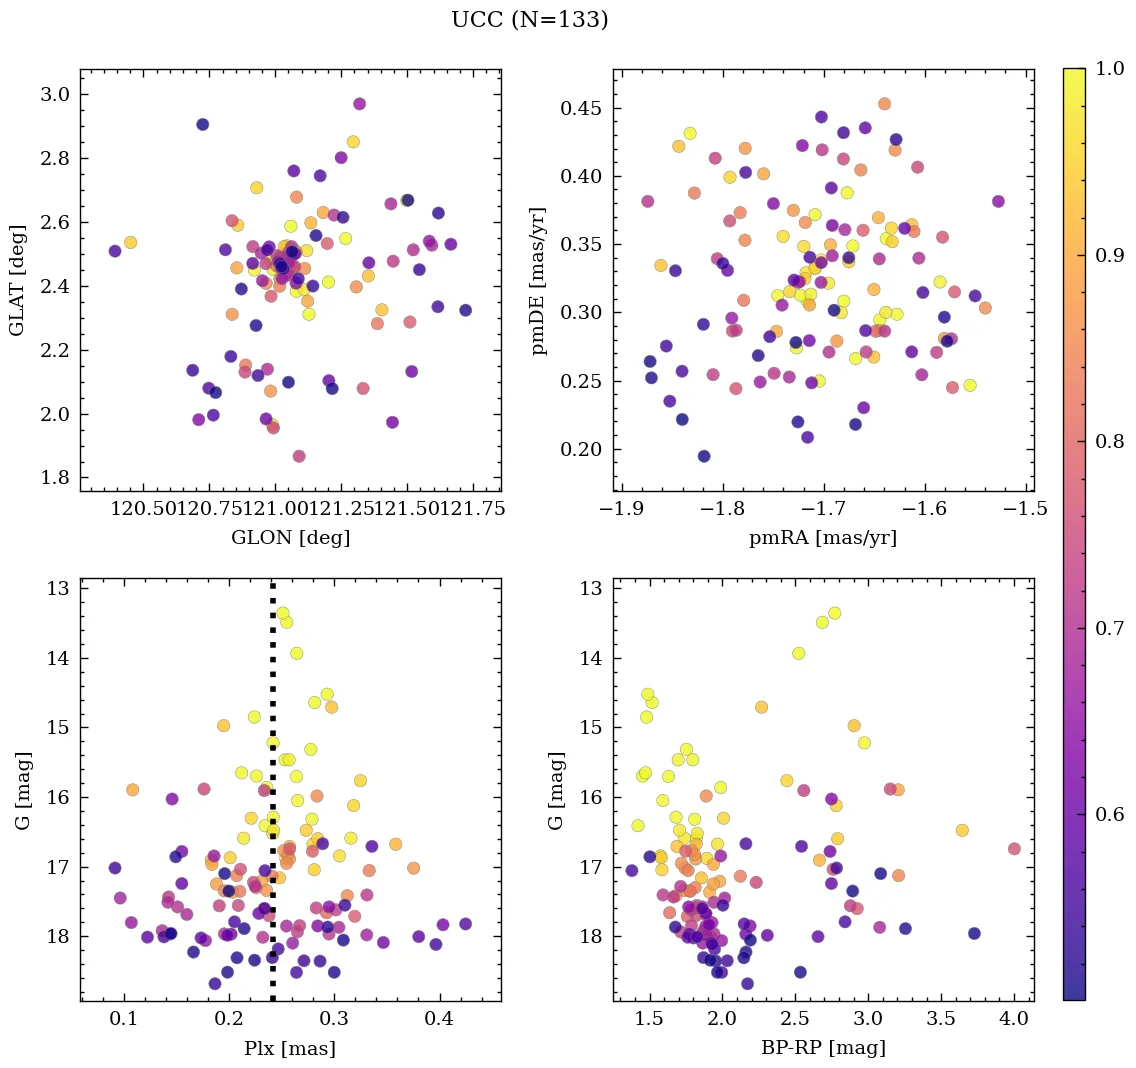 UCC (N=133)
3.0
2.8
2.6
2.4
2.2
2.0
1.8
GLAT [deg]
120.50 120.75 121.00 121.25 121.50 121.75
GLON [deg]
0.45
0.40
0.35
0.30
0.25
0.20
pmDE [mas/yr]
−1.9 −1.8 −1.7 −1.6 −1.5
pmRA [mas/yr]
1.0
0.9
0.8
0.7
0.6
13
14
15
16
17
18
G [mag]
0.1 0.2 0.3 0.4
Plx [mas]
13
14
15
16
17
18
G [mag]
1.5 2.0 2.5 3.0 3.5 4.0
BP-RP [mag]